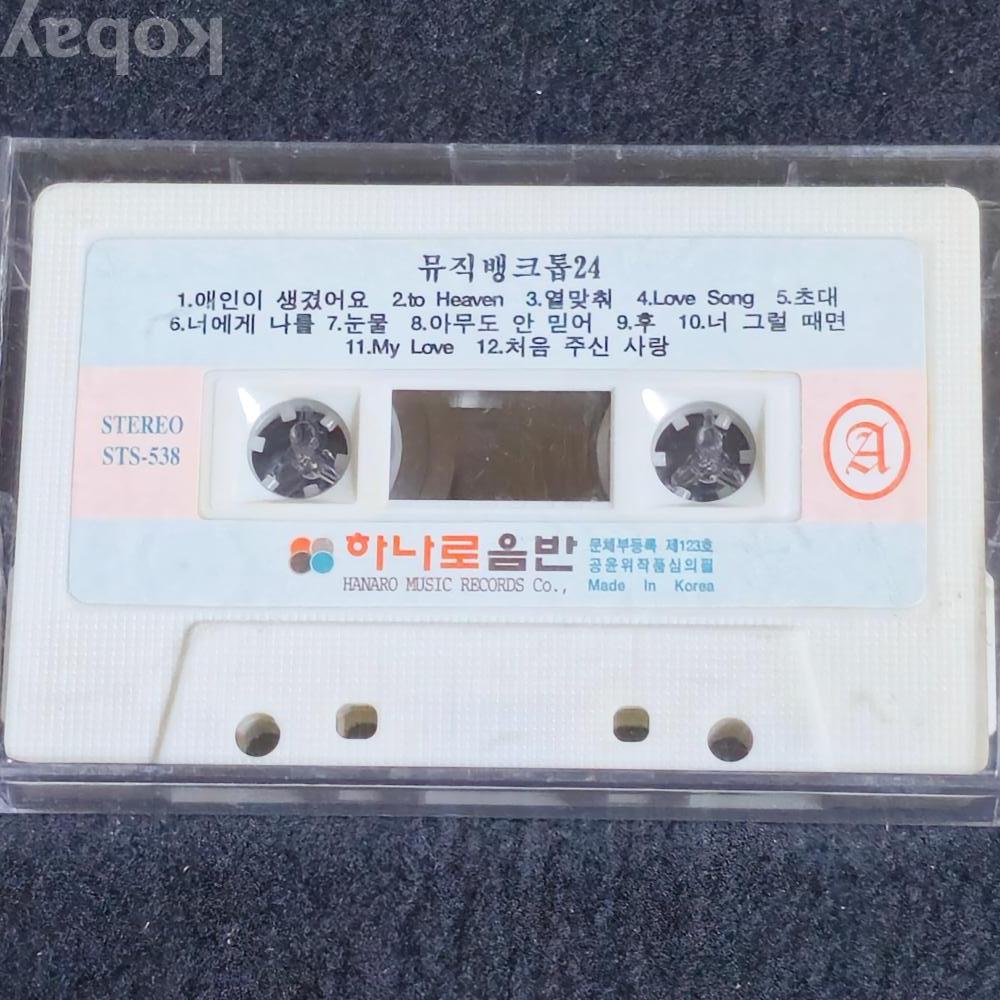 kobay
뮤직뱅크톱24
1.애인이 생겼어요 2.to Heaven 3.열맞춰 4.Love Song 5.초대
6.너에게 나를 7.눈물 8.아무도 안 믿어 9.후 10.너 그럴 때면
11.My Love 12.처음 주신 사랑
STEREO
STS-538
A
하나로음반
HANARO MUSIC RECORDS Co.,
문체부등록 제123호
공윤위작품심의필
Made In Korea